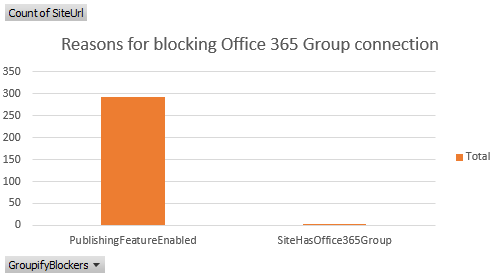 Count of SiteUrl
Reasons for blocking Office 365 Group connection
350
300
250
200
150
100
50
0
PublishingFeatureEnabled
SiteHasOffice365Group
Total
GroupifyBlockers